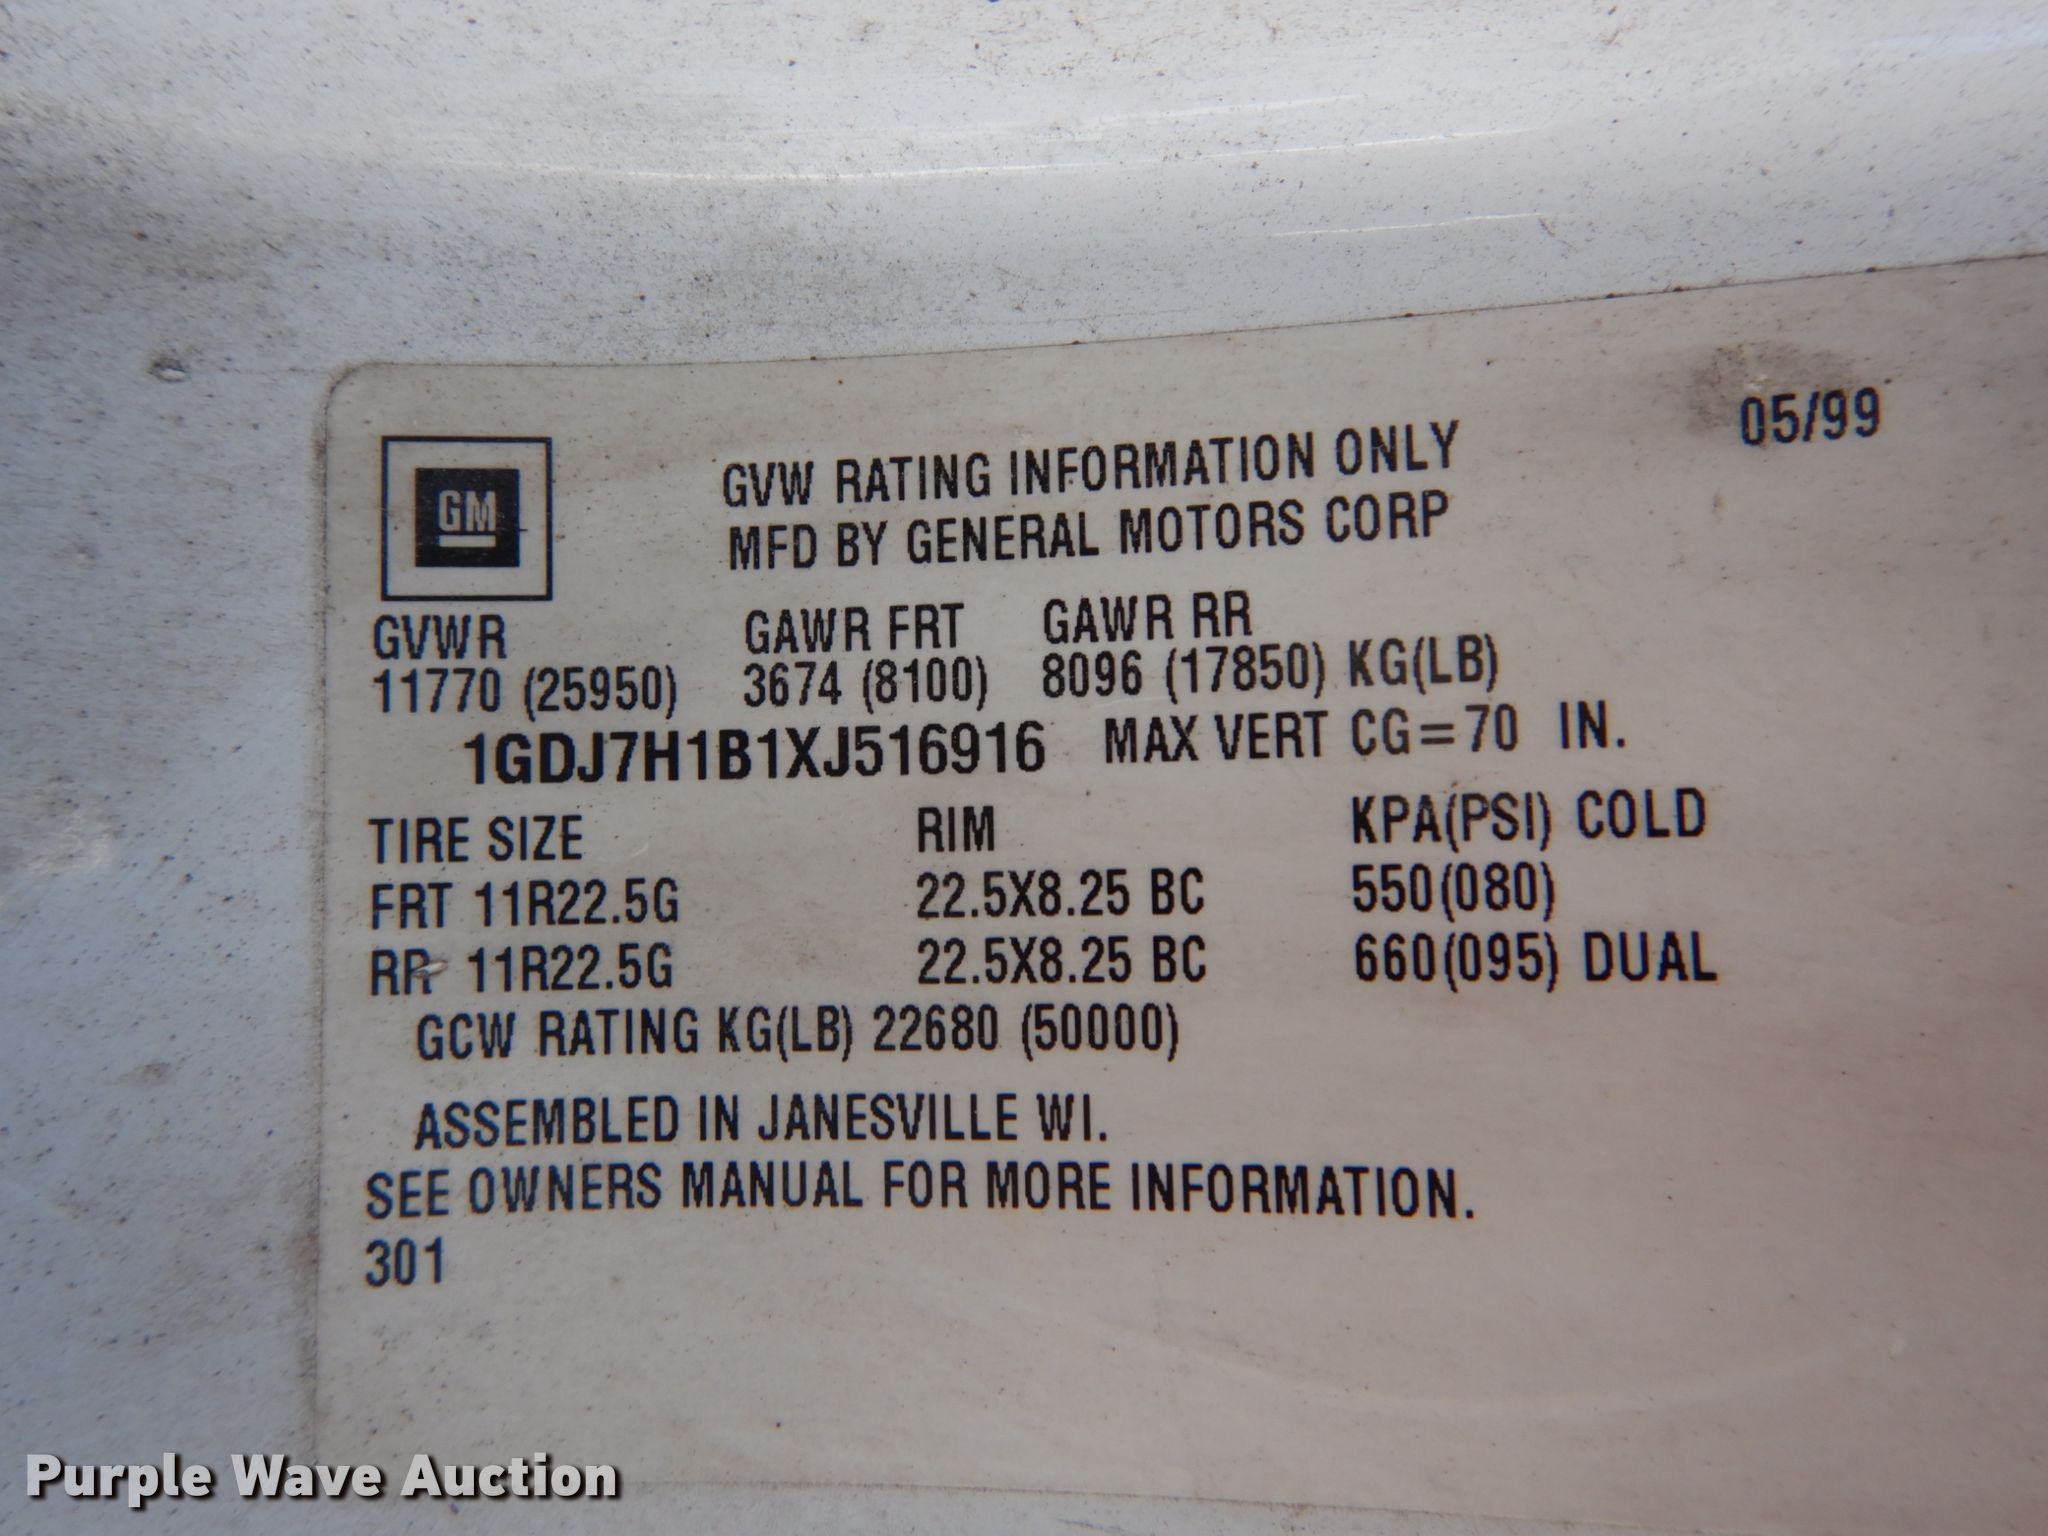 05/99
GM
GVW RATING INFORMATION ONLY
MFD BY GENERAL MOTORS CORP
GVWR GAWR FRT GAWR RR
11770 (25950) 3674 (8100) 8096 (17850) KG(LB)
1GDJ7H1B1XJ516916 MAX VERT CG=70 IN.
TIRE SIZE RIM KPA(PSI) COLD
FRT 11R22.5G 22.5X8.25 BC 550(080)
RR 11R22.5G 22.5X8.25 BC 660(095) DUAL
GCW RATING KG(LB) 22680 (50000)
ASSEMBLED IN JANESVILLE WI.
SEE OWNERS MANUAL FOR MORE INFORMATION.
301
Purple Wave Auction